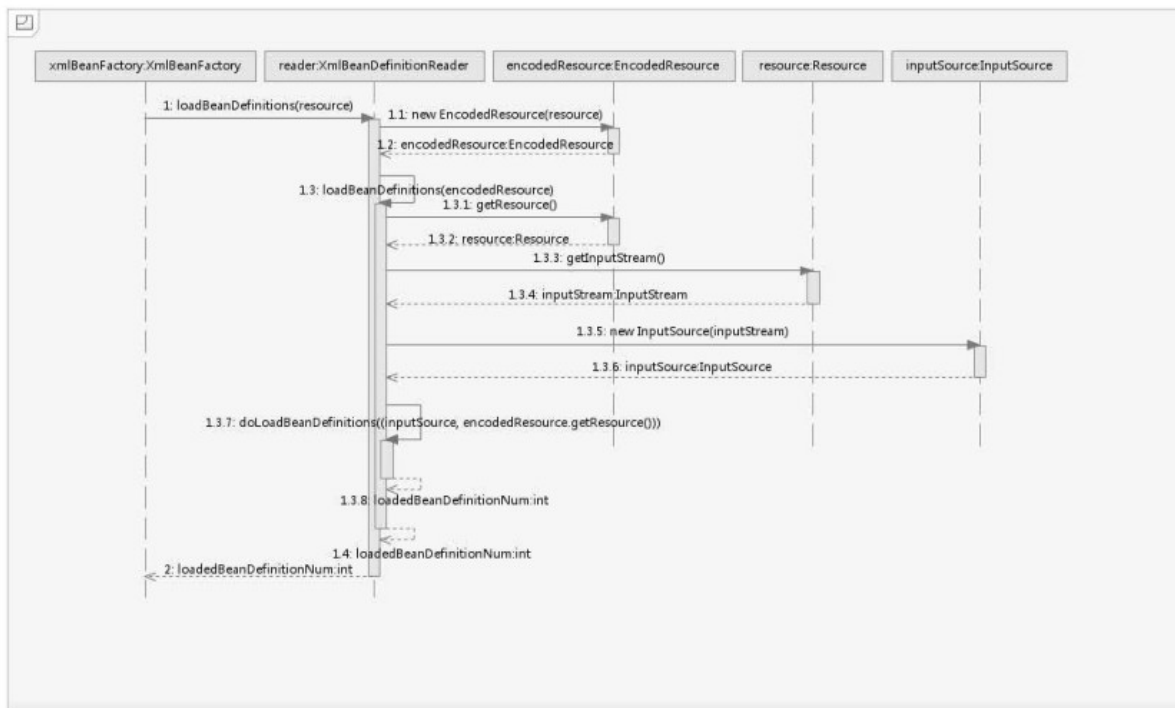 xmlBeanFactory:XmlBeanFactory
reader:XmlBeanDefinitionReader
encodedResource:EncodedResource
resource:Resource
inputSource:InputSource
1: loadBeanDefinitions(resource)
1.1: new EncodedResource(resource)
1.2: encodedResource:EncodedResource
1.3: loadBeanDefinitions(encodedResource)
1.3.1: getResource()
1.3.2: resource:Resource
1.3.3: getInputStream()
1.3.4: inputStream:InputStream
1.3.5: new InputSource(inputStream)
1.3.6: inputSource:InputSource
1.3.7: doLoadBeanDefinitions((inputSource, encodedResource.getResource()))
1.3.8: loadedBeanDefinitionNum:int
1.4: loadedBeanDefinitionNum:int
2: loadedBeanDefinitionNum:int